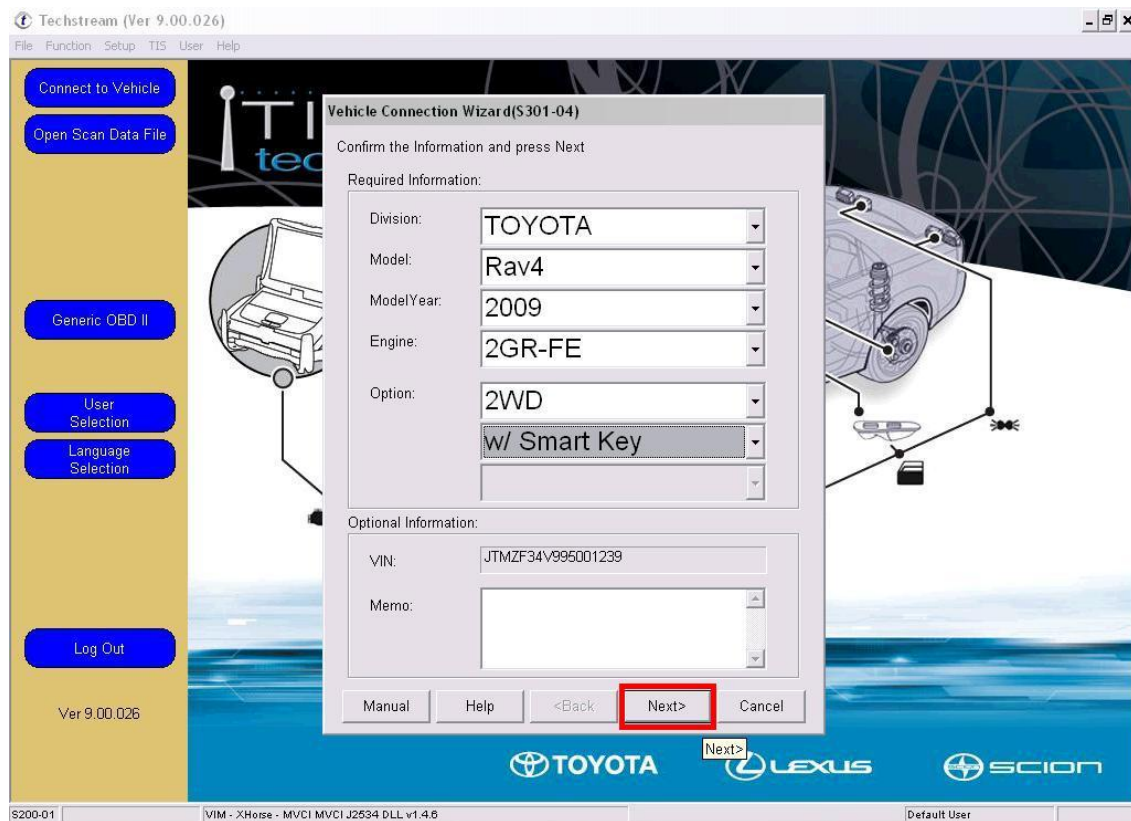 Techstream (Ver 9.00.026)
File Function Setup TIS User Help
Connect to Vehicle
Open Scan Data File
Generic OBD II
User
Selection
Language
Selection
Log Out
Ver 9.00.026
TI
tec
Vehicle Connection Wizard(S301-04)
Confirm the Information and press Next
Required Information:
Division: TOYOTA
Model: Rav4
ModelYear: 2009
Engine: 2GR-FE
Option: 2WD
w/ Smart Key
Optional Information:
VIN: JTMZF34V995001239
Memo:
Manual Help <Back Next> Cancel
Next>
TOYOTA LEXUS SCION
S200-01 VIM - XHorse - MVCI MVCI J2534 DLL v1.4.6 Default User